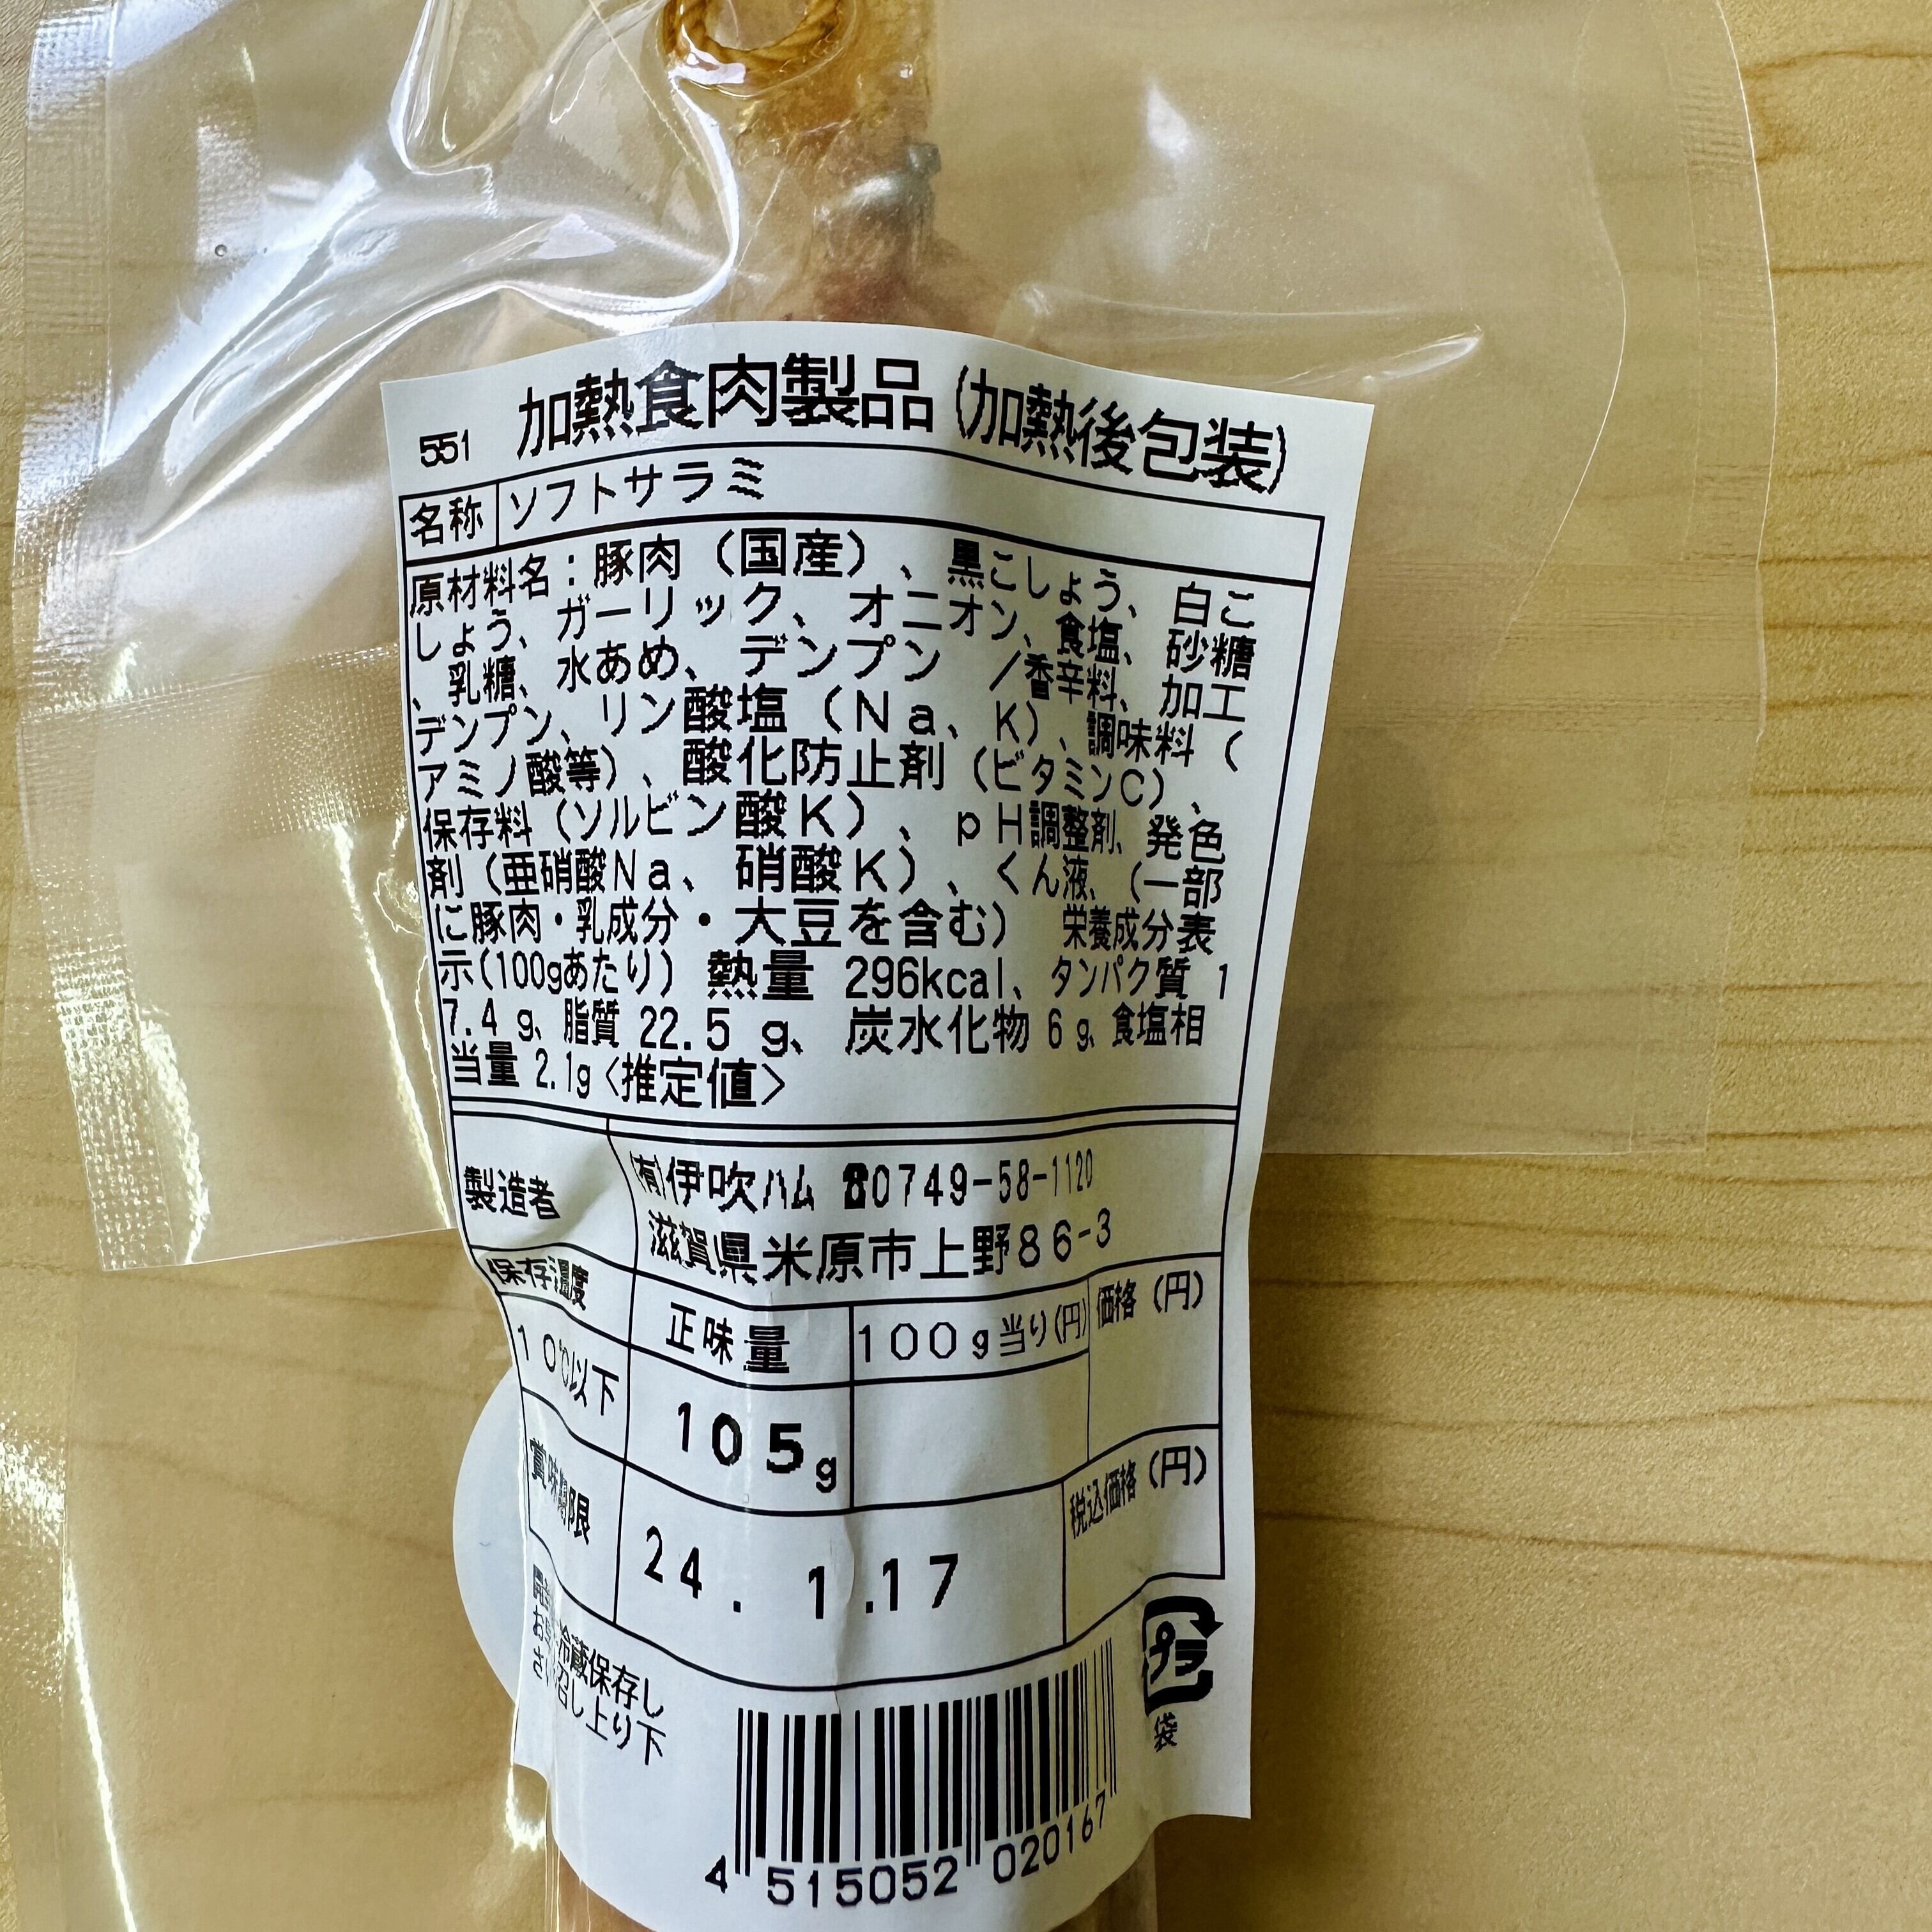 551 加熱食肉製品(加熱後包装)
名称 ソフトサラミ
原材料名:豚肉(国産)、黒こしょう、白こ
しょう、ガーリック、オニオン、食塩、砂糖
、乳糖、水あめ、デンプン /香辛料、加工
デンプン、リン酸塩(Na、K)、調味料(
アミノ酸等)、酸化防止剤(ビタミンC)、
保存料(ソルビン酸K)、pH調整剤、発色
剤(亜硝酸Na、硝酸K)、くん液、(一部
に豚肉・乳成分・大豆を含む) 栄養成分表
示(100gあたり) 熱量 296kcal、タンパク質 1
7.4 g、脂質 22.5 g、炭水化物 6 g、食塩相
当量 2.1g<推定値>
製造者 (有)伊吹ハム ☎0749-58-1120
滋賀県米原市上野86-3
保存温度 正味量 100g当り(円) 価格(円)
10℃以下 105g
賞味期限 24. 1.17 税込価格(円)
冷蔵保存し
召し上り下
プラ
袋
4 515052 020167